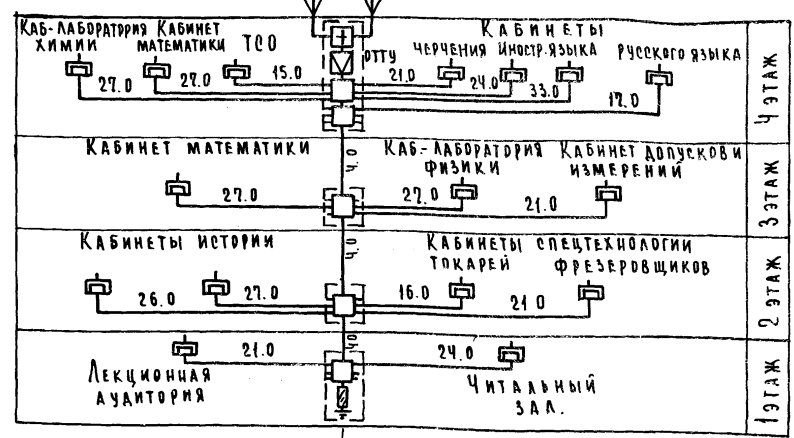 КАБ-ЛАБОРАТОРИЯ
ХИМИИ
КАБИНЕТ
МАТЕМАТИКИ
ТСО
ОТТУ
КАБИНЕТЫ
ЧЕРЧЕНИЯ ИНОСТР.ЯЗЫКА
РУССКОГО ЯЗЫКА
27.0 27.0 15.0 21.0 24.0 33.0 17.0
4 ЭТАЖ
КАБИНЕТ МАТЕМАТИКИ
КАБ.-ЛАБОРАТОРИЯ
ФИЗИКИ
КАБИНЕТ ДОПУСКОВ И
ИЗМЕРЕНИЙ
4.0
27.0 27.0 21.0
3 ЭТАЖ
КАБИНЕТЫ ИСТОРИИ
КАБИНЕТЫ СПЕЦТЕХНОЛОГИИ
ТОКАРЕЙ ФРЕЗЕРОВЩИКОВ
4.0
26.0 27.0 16.0 21 0
2 ЭТАЖ
4.0
21.0 24.0
ЛЕКЦИОННАЯ
АУДИТОРИЯ
ЧИТАЛЬНЫЙ
ЗАЛ.
1 ЭТАЖ